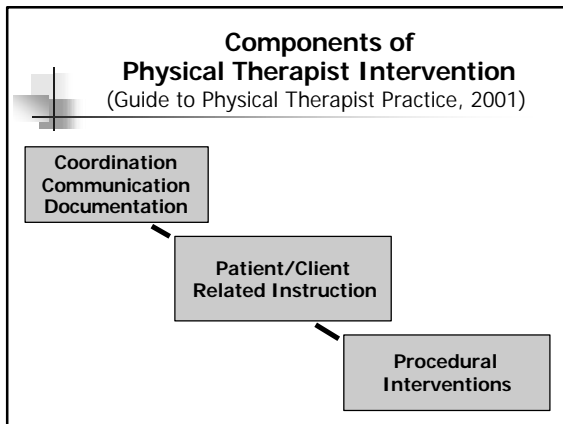 Components of
Physical Therapist Intervention
(Guide to Physical Therapist Practice, 2001)
Coordination
Communication
Documentation
Patient/Client
Related Instruction
Procedural
Interventions